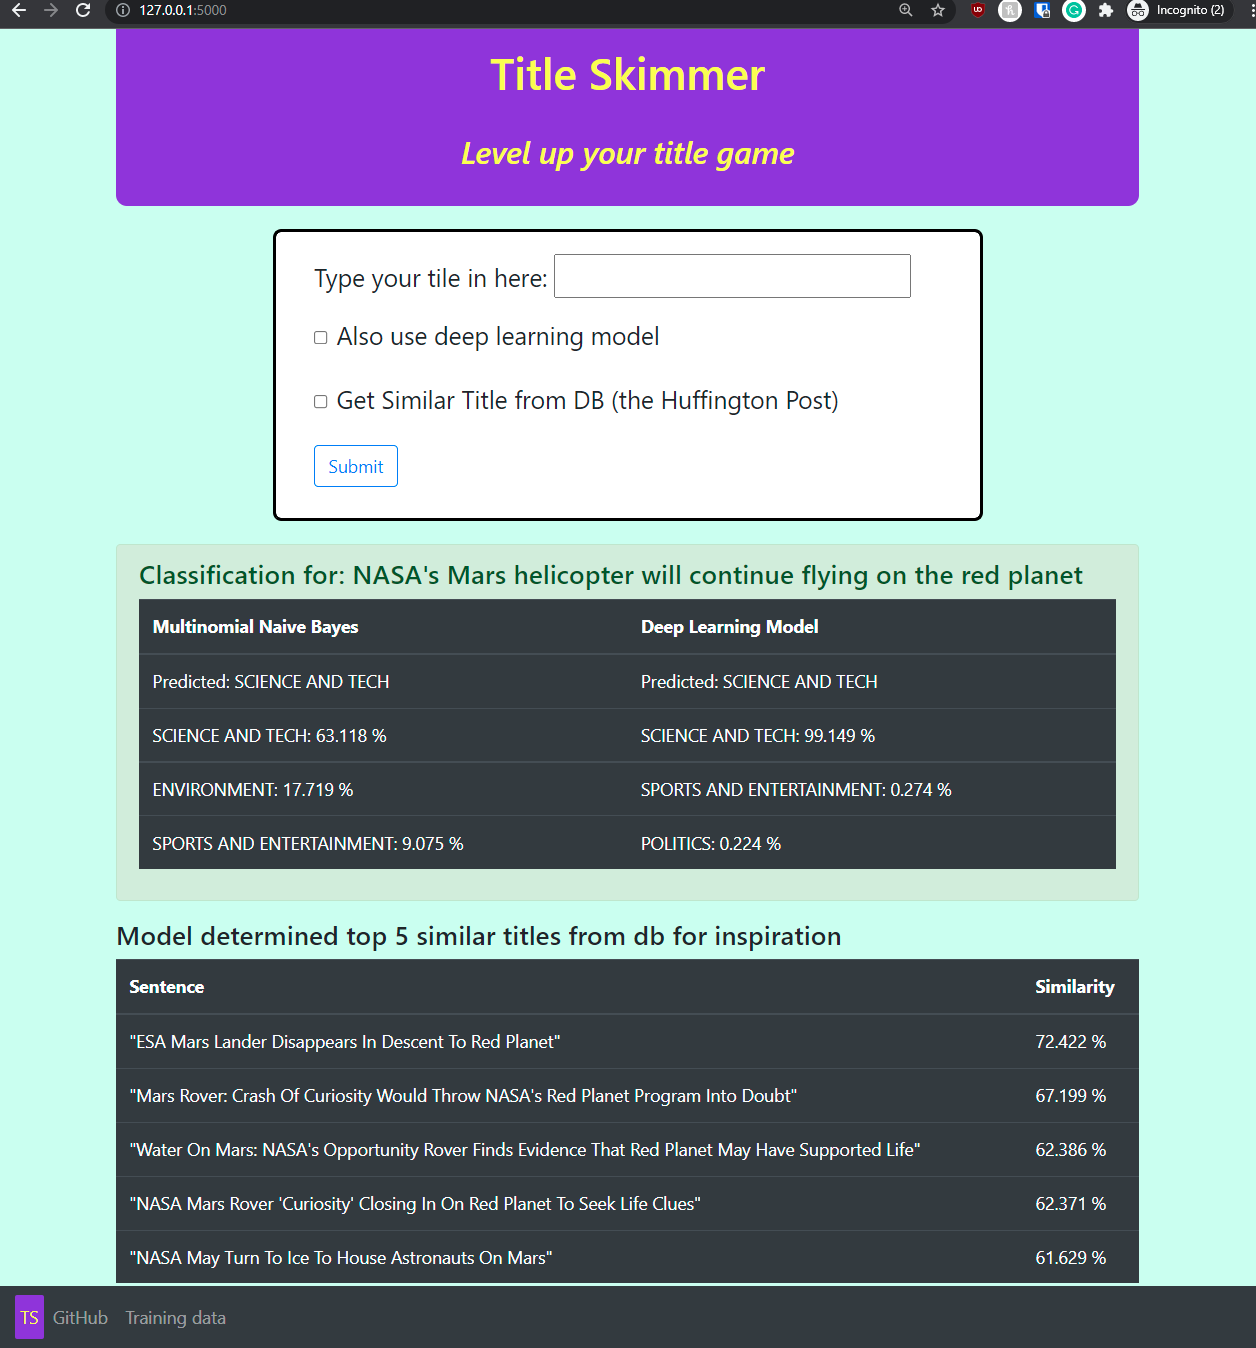 127.0.0.1:5000
Incognito (2)
Title Skimmer
Level up your title game
Type your tile in here:
Also use deep learning model
Get Similar Title from DB (the Huffington Post)
Submit
Classification for: NASA's Mars helicopter will continue flying on the red planet
Multinomial Naive Bayes Deep Learning Model
Predicted: SCIENCE AND TECH Predicted: SCIENCE AND TECH
SCIENCE AND TECH: 63.118 % SCIENCE AND TECH: 99.149 %
ENVIRONMENT: 17.719 % SPORTS AND ENTERTAINMENT: 0.274 %
SPORTS AND ENTERTAINMENT: 9.075 % POLITICS: 0.224 %
Model determined top 5 similar titles from db for inspiration
Sentence Similarity
"ESA Mars Lander Disappears In Descent To Red Planet" 72.422 %
"Mars Rover: Crash Of Curiosity Would Throw NASA's Red Planet Program Into Doubt" 67.199 %
"Water On Mars: NASA's Opportunity Rover Finds Evidence That Red Planet May Have Supported Life" 62.386 %
"NASA Mars Rover 'Curiosity' Closing In On Red Planet To Seek Life Clues" 62.371 %
"NASA May Turn To Ice To House Astronauts On Mars" 61.629 %
TS GitHub Training data